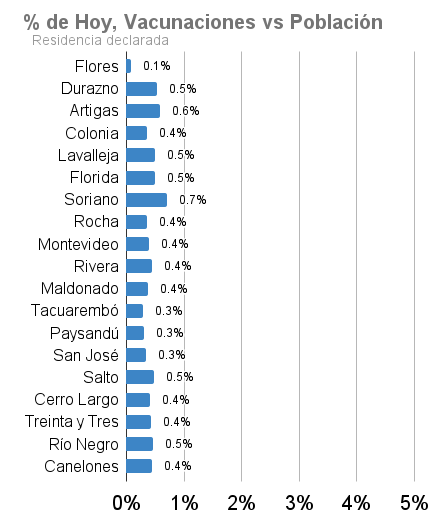 % de Hoy, Vacunaciones vs Población
Residencia declarada
Flores 0.1%
Durazno 0.5%
Artigas 0.6%
Colonia 0.4%
Lavalleja 0.5%
Florida 0.5%
Soriano 0.7%
Rocha 0.4%
Montevideo 0.4%
Rivera 0.4%
Maldonado 0.4%
Tacuarembó 0.3%
Paysandú 0.3%
San José 0.3%
Salto 0.5%
Cerro Largo 0.4%
Treinta y Tres 0.4%
Río Negro 0.5%
Canelones 0.4%
0% 1% 2% 3% 4% 5%